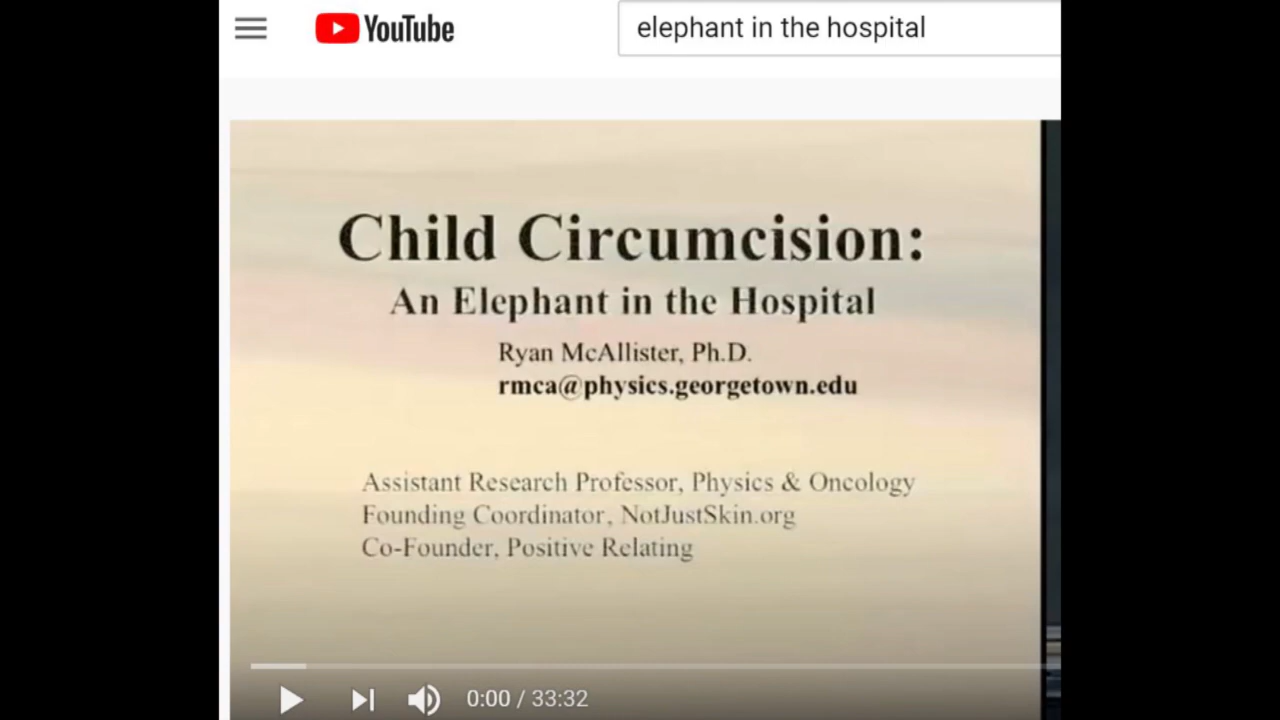 YouTube
elephant in the hospital
Child Circumcision:
An Elephant in the Hospital
Ryan McAllister, Ph.D.
rmca@physics.georgetown.edu
Assistant Research Professor, Physics & Oncology
Founding Coordinator, NotJustSkin.org
Co-Founder, Positive Relating
0:00 / 33:32